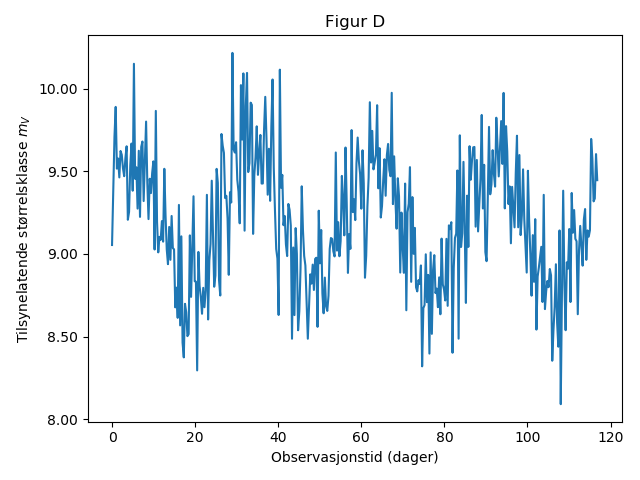 Figur D
Tilsynelatende størrelsklasse m_V
10.00
9.50
9.00
8.50
8.00
0 20 40 60 80 100 120
Observasjonstid (dager)